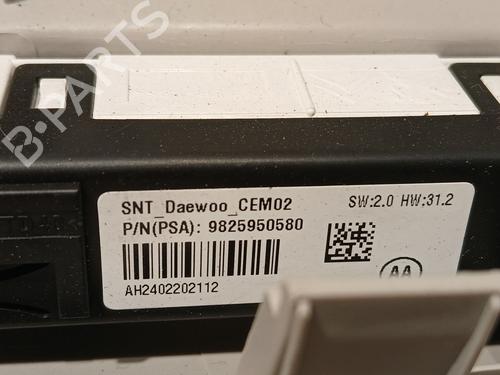 B-PARTS
SNT_Daewoo_CEM02
SW:2.0 HW:31.2
P/N(PSA): 9825950580
AH2402202112
AA